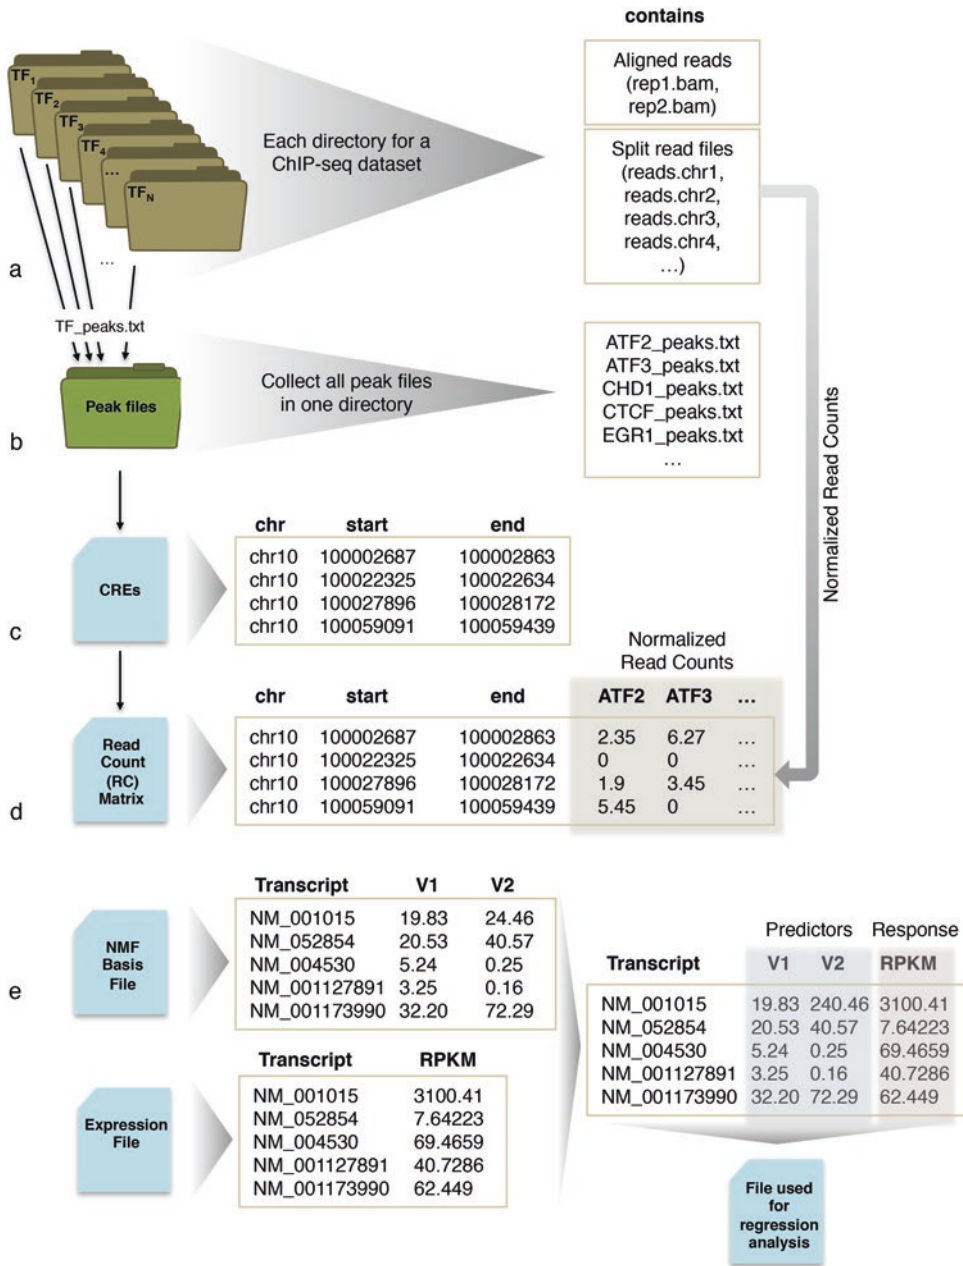 contains
TF1
TF2
TF3
TF4
...
TFN
Each directory for a
ChIP-seq dataset
Aligned reads
(rep1.bam,
rep2.bam)
Split read files
(reads.chr1,
reads.chr2,
reads.chr3,
reads.chr4,
...)
...
a
TF_peaks.txt
Peak files
Collect all peak files
in one directory
ATF2_peaks.txt
ATF3_peaks.txt
CHD1_peaks.txt
CTCF_peaks.txt
EGR1_peaks.txt
...
b
Normalized Read Counts
CREs
chr start end
chr10 100002687 100002863
chr10 100022325 100022634
chr10 100027896 100028172
chr10 100059091 100059439
c
Normalized
Read Counts
Read
Count
(RC)
Matrix
chr start end ATF2 ATF3 ...
chr10 100002687 100002863 2.35 6.27 ...
chr10 100022325 100022634 0 0 ...
chr10 100027896 100028172 1.9 3.45 ...
chr10 100059091 100059439 5.45 0 ...
d
NMF
Basis
File
Transcript V1 V2
NM_001015 19.83 24.46
NM_052854 20.53 40.57
NM_004530 5.24 0.25
NM_001127891 3.25 0.16
NM_001173990 32.20 72.29
e
Expression
File
Transcript RPKM
NM_001015 3100.41
NM_052854 7.64223
NM_004530 69.4659
NM_001127891 40.7286
NM_001173990 62.449
Predictors Response
Transcript V1 V2 RPKM
NM_001015 19.83 240.46 3100.41
NM_052854 20.53 40.57 7.64223
NM_004530 5.24 0.25 69.4659
NM_001127891 3.25 0.16 40.7286
NM_001173990 32.20 72.29 62.449
File used
for
regression
analysis